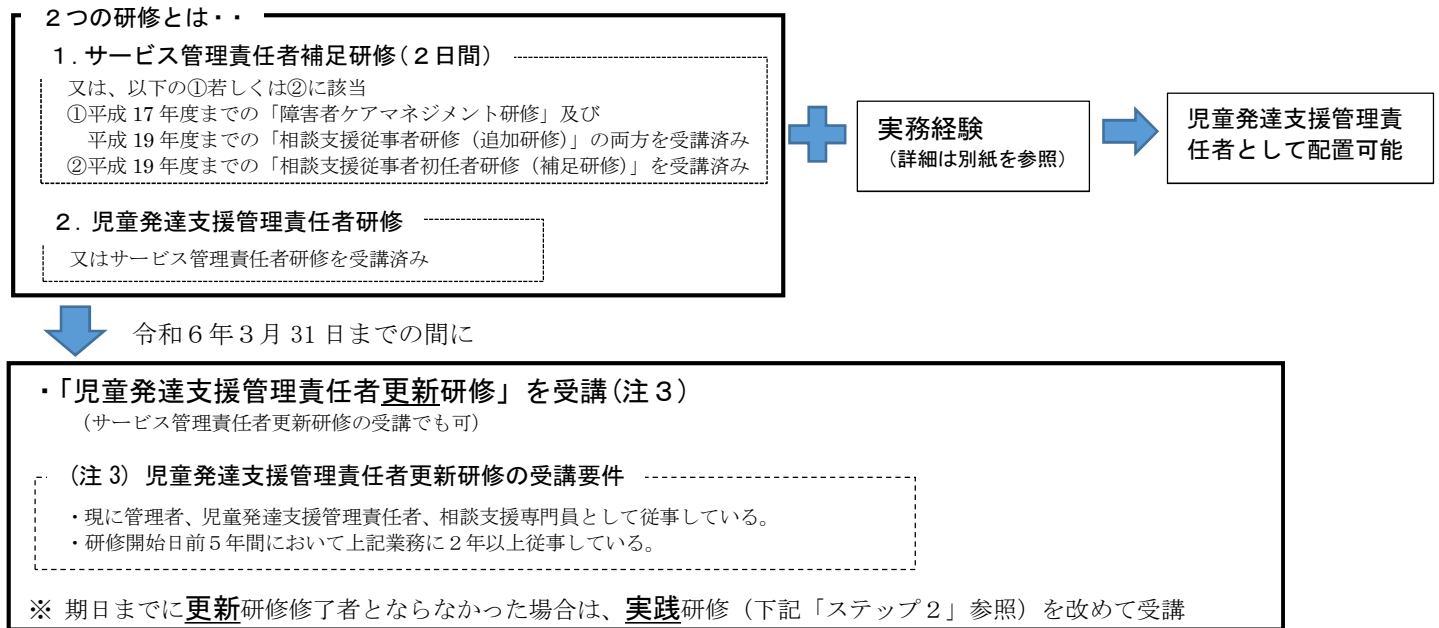 ２つの研修とは・・
１．サービス管理責任者補足研修（２日間）
又は、以下の①若しくは②に該当
①平成 17 年度までの「障害者ケアマネジメント研修」及び
平成 19 年度までの「相談支援従事者研修（追加研修）」の両方を受講済み
②平成 19 年度までの「相談支援従事者初任者研修（補足研修）」を受講済み
２．児童発達支援管理責任者研修
又はサービス管理責任者研修を受講済み
実務経験
（詳細は別紙を参照）
児童発達支援管理責
任者として配置可能
令和６年３月 31 日までの間に
・「児童発達支援管理責任者更新研修」を受講（注３）
（サービス管理責任者更新研修の受講でも可）
（注 3） 児童発達支援管理責任者更新研修の受講要件
・現に管理者、児童発達支援管理責任者、相談支援専門員として従事している。
・研修開始日前５年間において上記業務に２年以上従事している。
※ 期日までに更新研修修了者とならなかった場合は、実践研修（下記「ステップ２」参照）を改めて受講